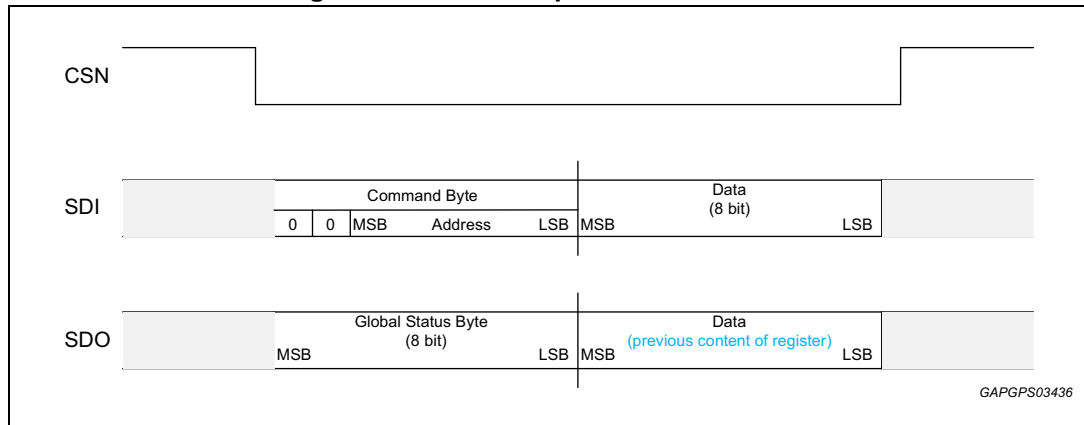 CSN
SDI
Command Byte
0 0 MSB Address LSB
Data
(8 bit)
MSB LSB
SDO
Global Status Byte
(8 bit)
MSB LSB
Data
(previous content of register)
MSB LSB
GAPGPS03436